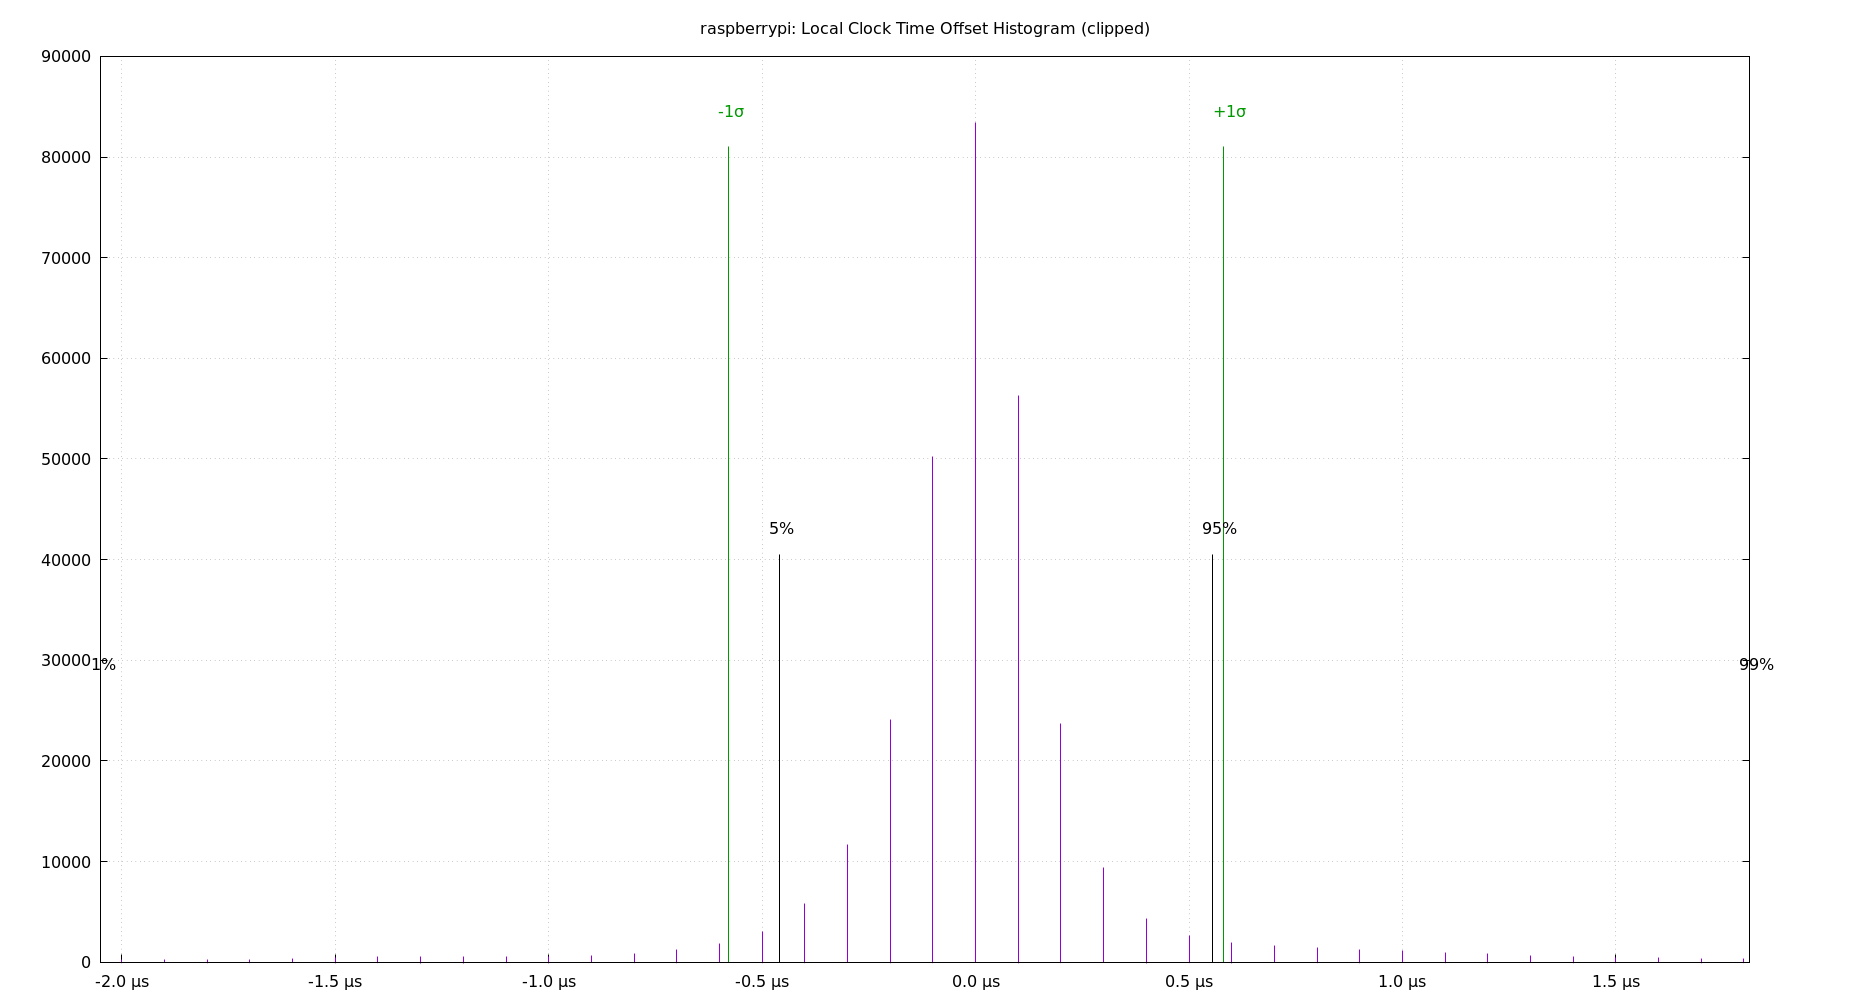 raspberrypi: Local Clock Time Offset Histogram (clipped)
90000
-1σ
+1σ
80000
70000
60000
50000
5%
95%
40000
30000
1%
99%
20000
10000
0
-2.0 µs
-1.5 µs
-1.0 µs
-0.5 µs
0.0 µs
0.5 µs
1.0 µs
1.5 µs